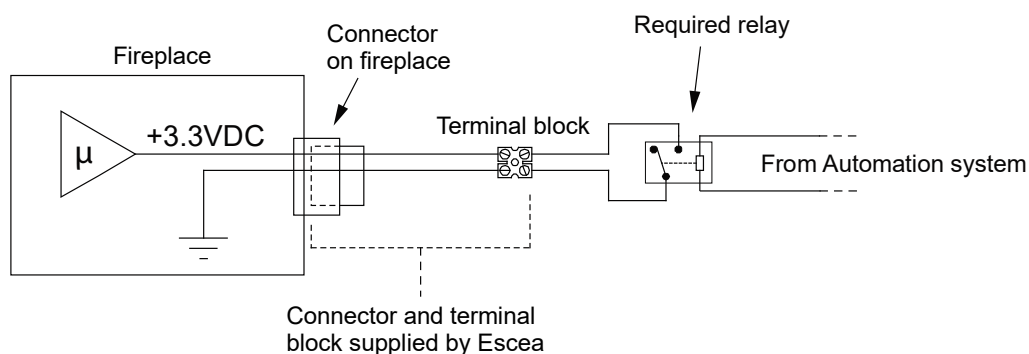 Required relay
Connector
on fireplace
Fireplace
+3.3VDC
μ
Terminal block
From Automation system
Connector and terminal
block supplied by Escea